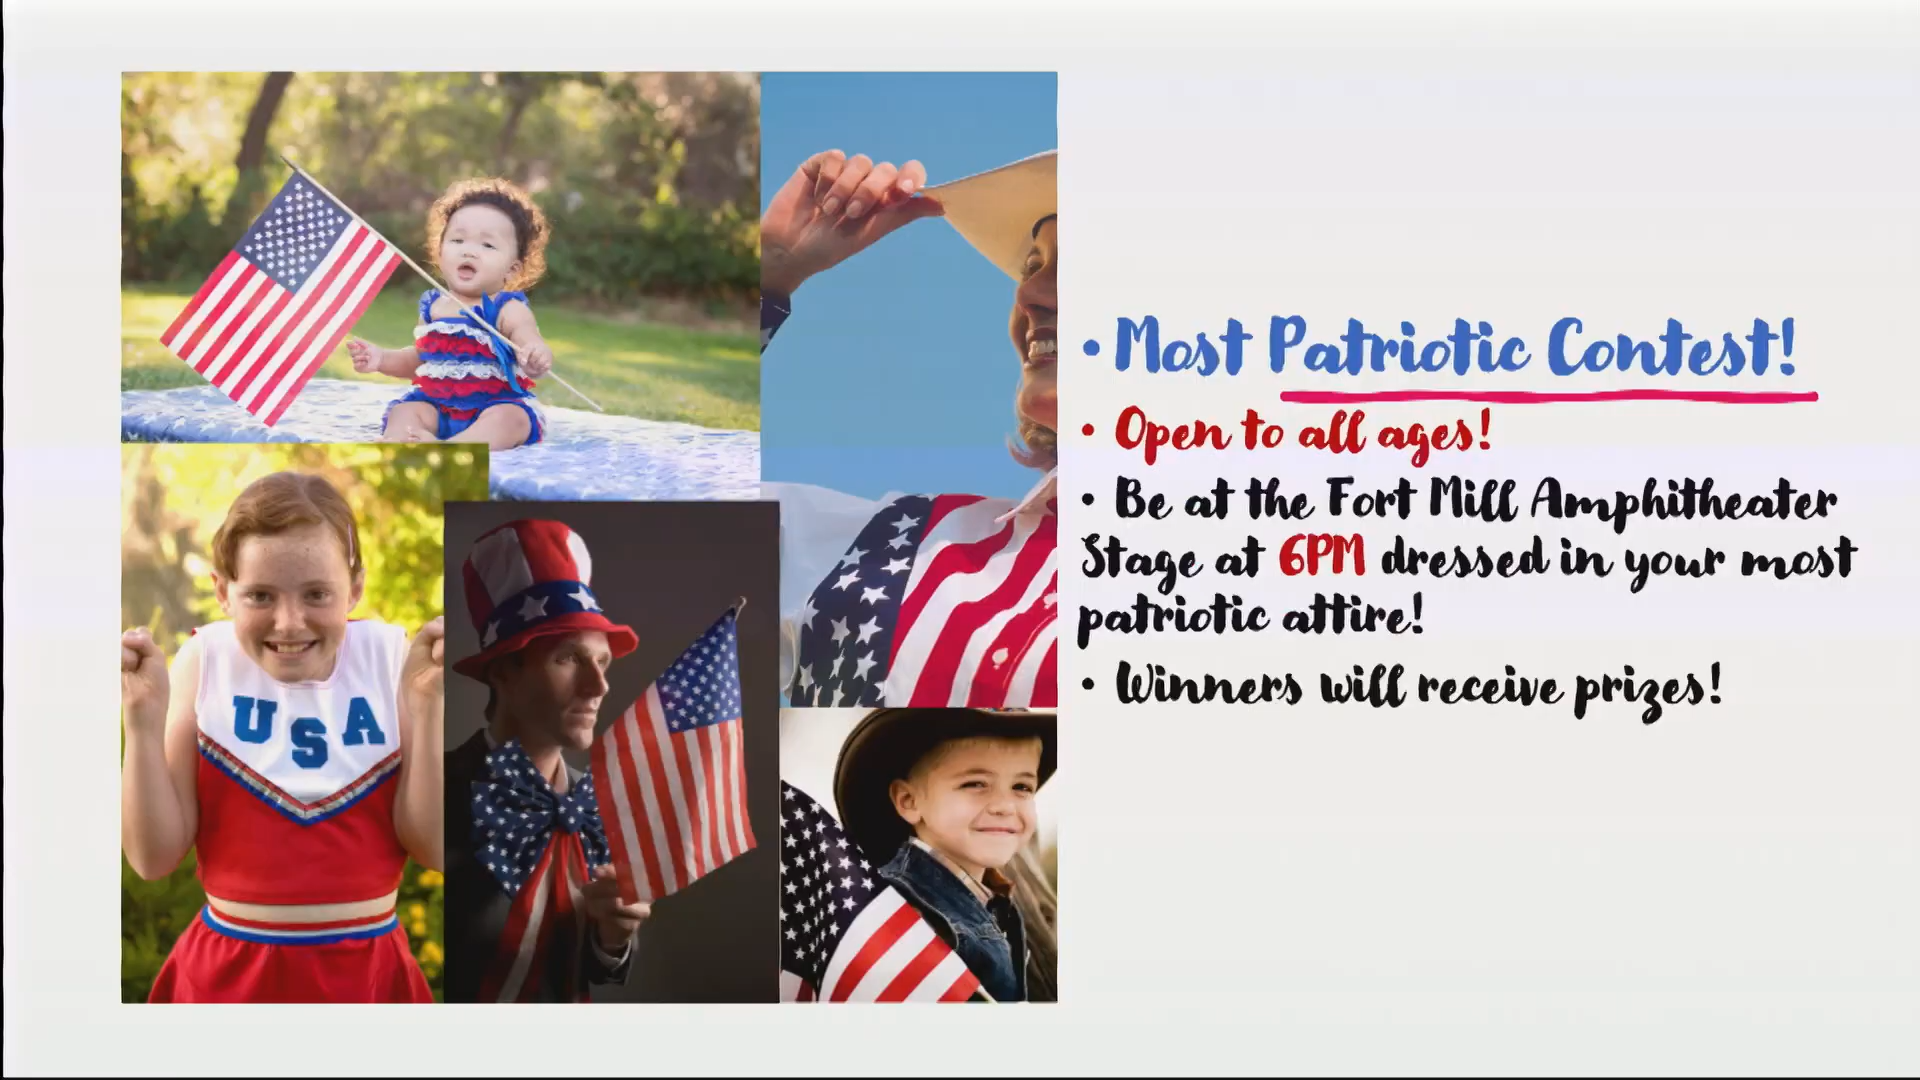 • Most Patriotic Contest!
• Open to all ages!
• Be at the Fort Mill Amphitheater
Stage at 6PM dressed in your most
patriotic attire!
• Winners will receive prizes!
USA